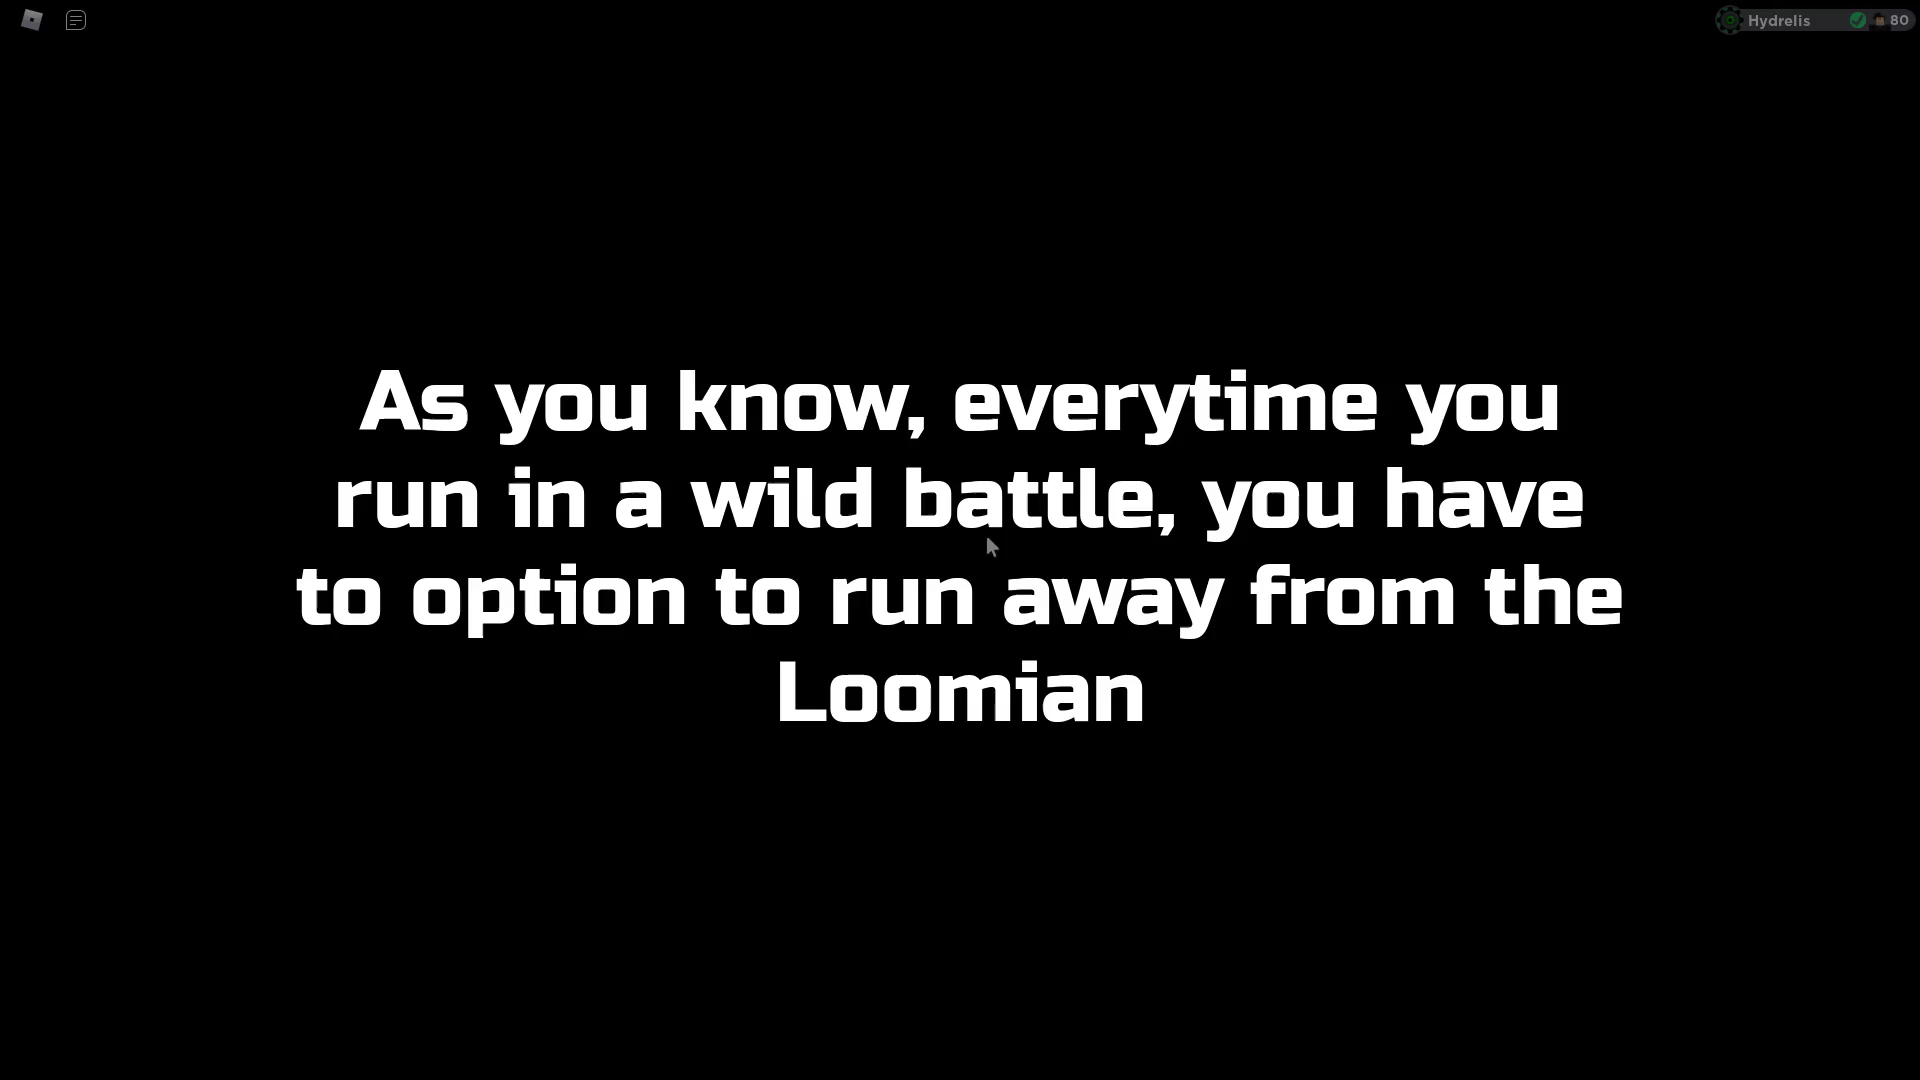 Hydrelis 80
As you know, everytime you
run in a wild battle, you have
to option to run away from the
Loomian